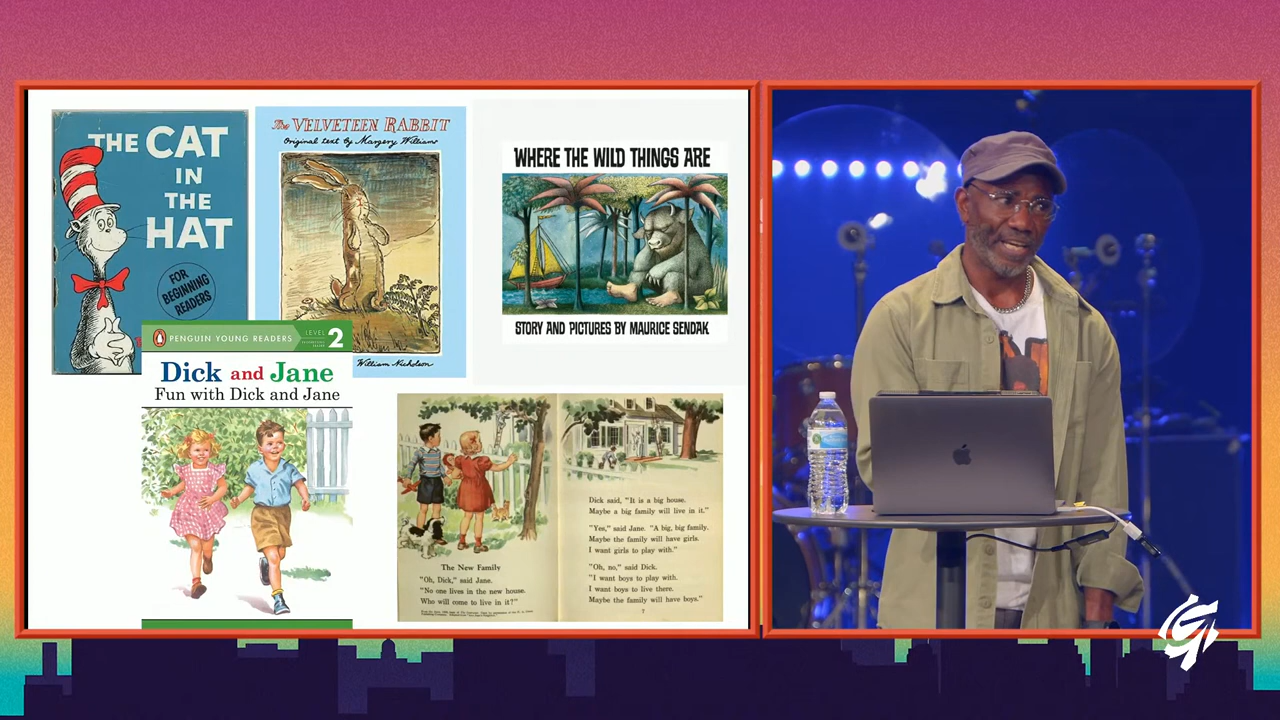 THE CAT
IN
THE
HAT
FOR
BEGINNING
READERS
The VELVETEEN RABBIT
Original text by Margery Williams
William Nicholson
WHERE THE WILD THINGS ARE
STORY AND PICTURES BY MAURICE SENDAK
PENGUIN YOUNG READERS
LEVEL
2
Dick and Jane
Fun with Dick and Jane
The New Family
"Oh, Dick," said Jane.
"No one lives in the new house.
Who will come to live in it?"
Dick said, "It is a big house.
Maybe a big family will live in it."
"Yes," said Jane. "A big, big family.
Maybe the family will have girls.
I want girls to play with."
"Oh, no," said Dick.
"I want boys to play with.
I want boys to live there.
Maybe the family will have boys."
7